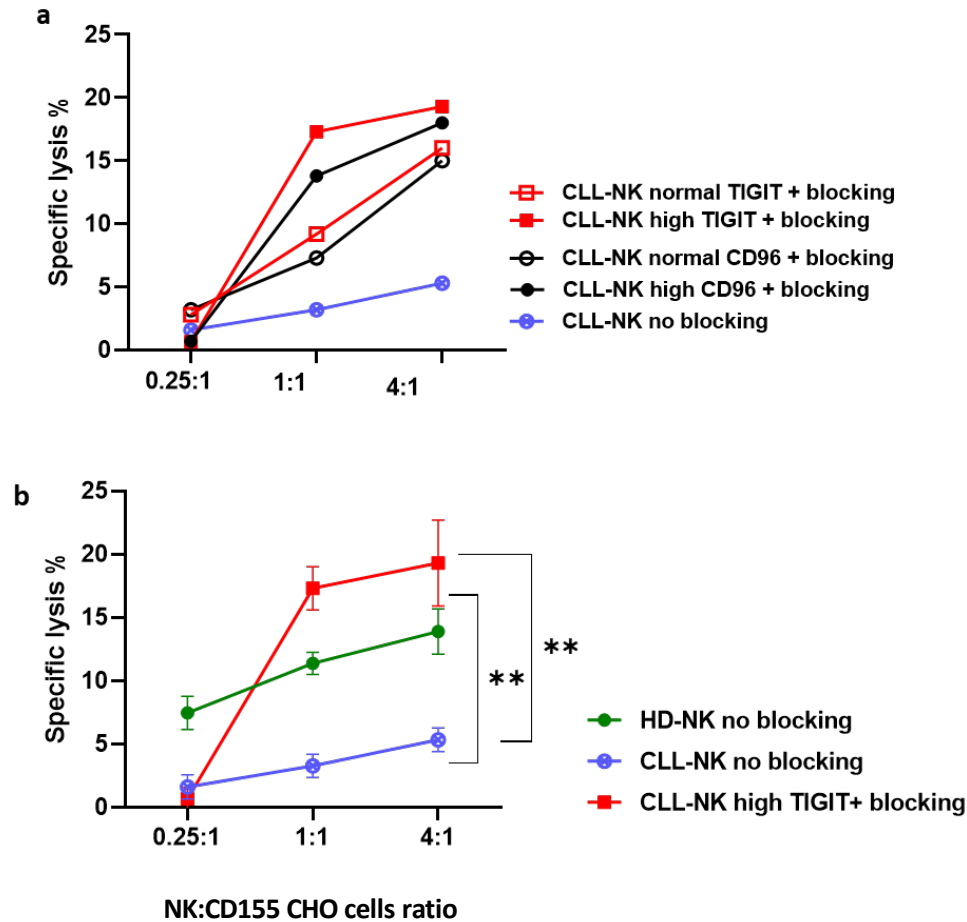 a
Specific lysis %
25
20
15
10
5
0
0.25:1 1:1 4:1
CLL-NK normal TIGIT + blocking
CLL-NK high TIGIT + blocking
CLL-NK normal CD96 + blocking
CLL-NK high CD96 + blocking
CLL-NK no blocking
b
Specific lysis %
25
20
15
10
5
0
**
**
0.25:1 1:1 4:1
HD-NK no blocking
CLL-NK no blocking
CLL-NK high TIGIT+ blocking
NK:CD155 CHO cells ratio